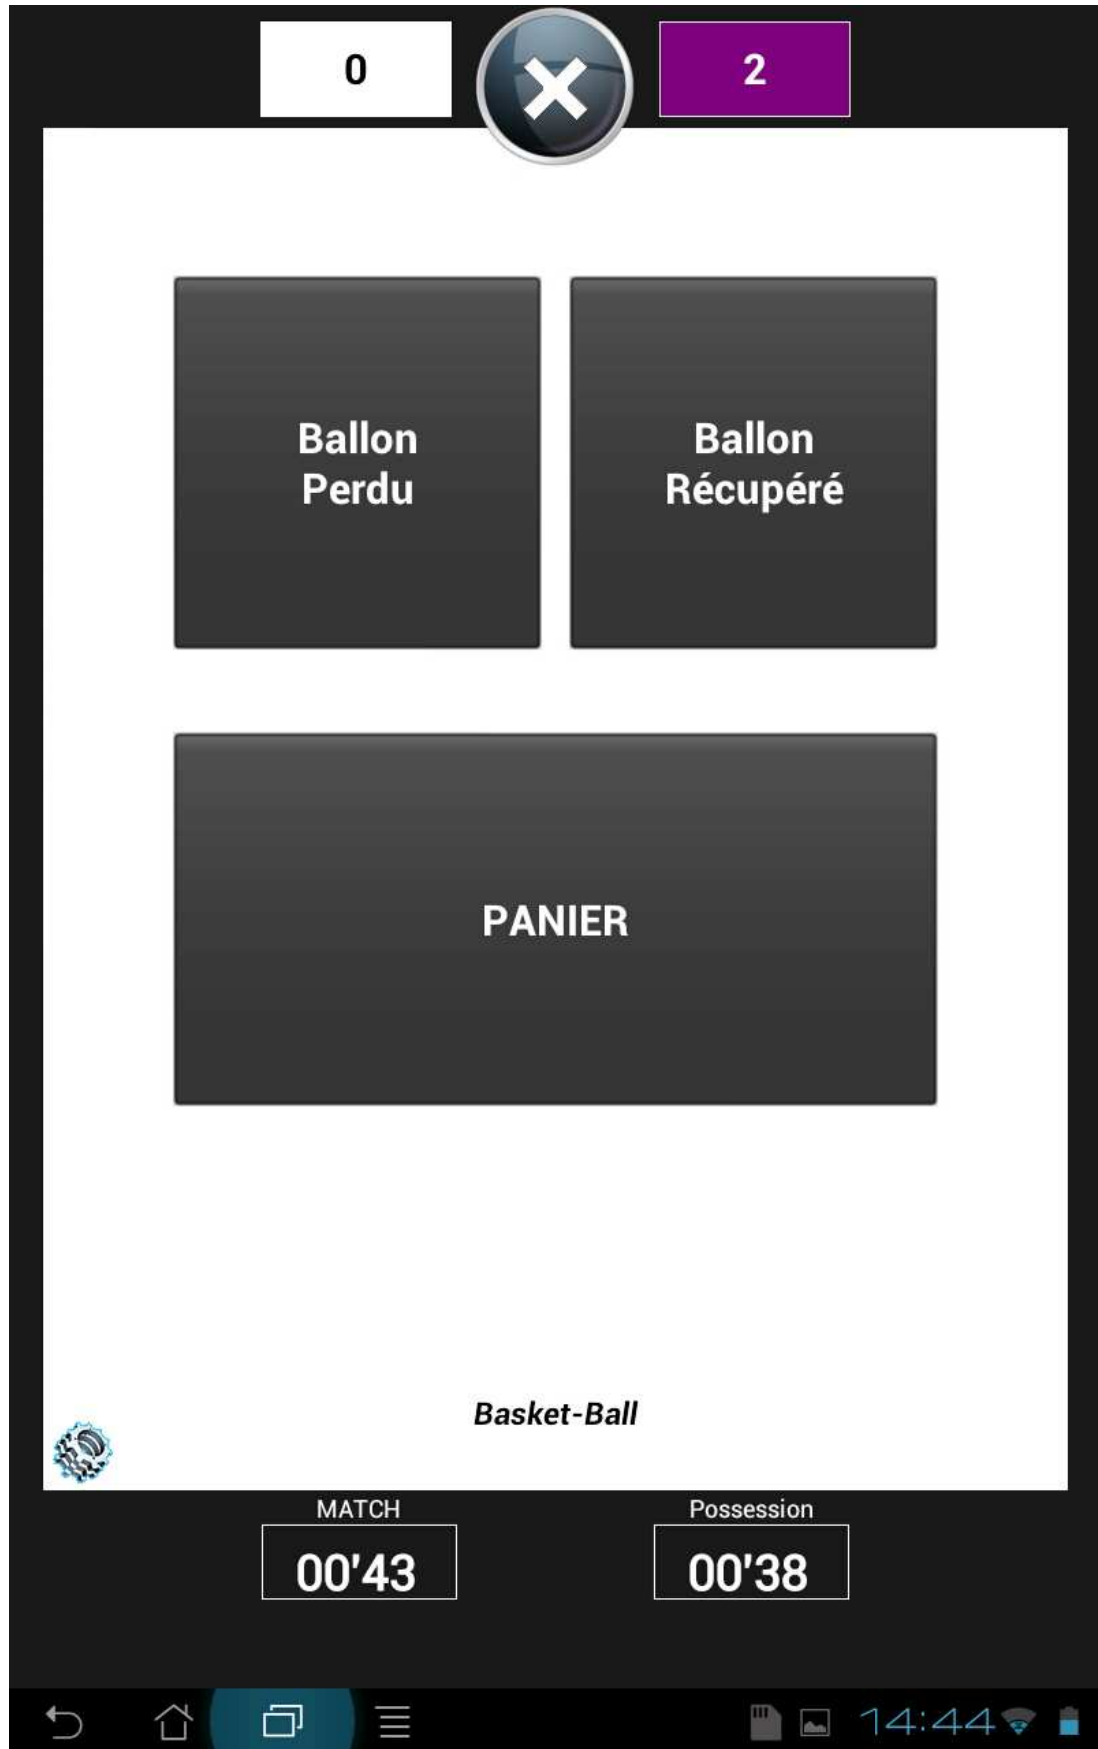 0
2
Ballon
Perdu
Ballon
Récupéré
PANIER
Basket-Ball
MATCH
Possession
00'43
00'38
14:44